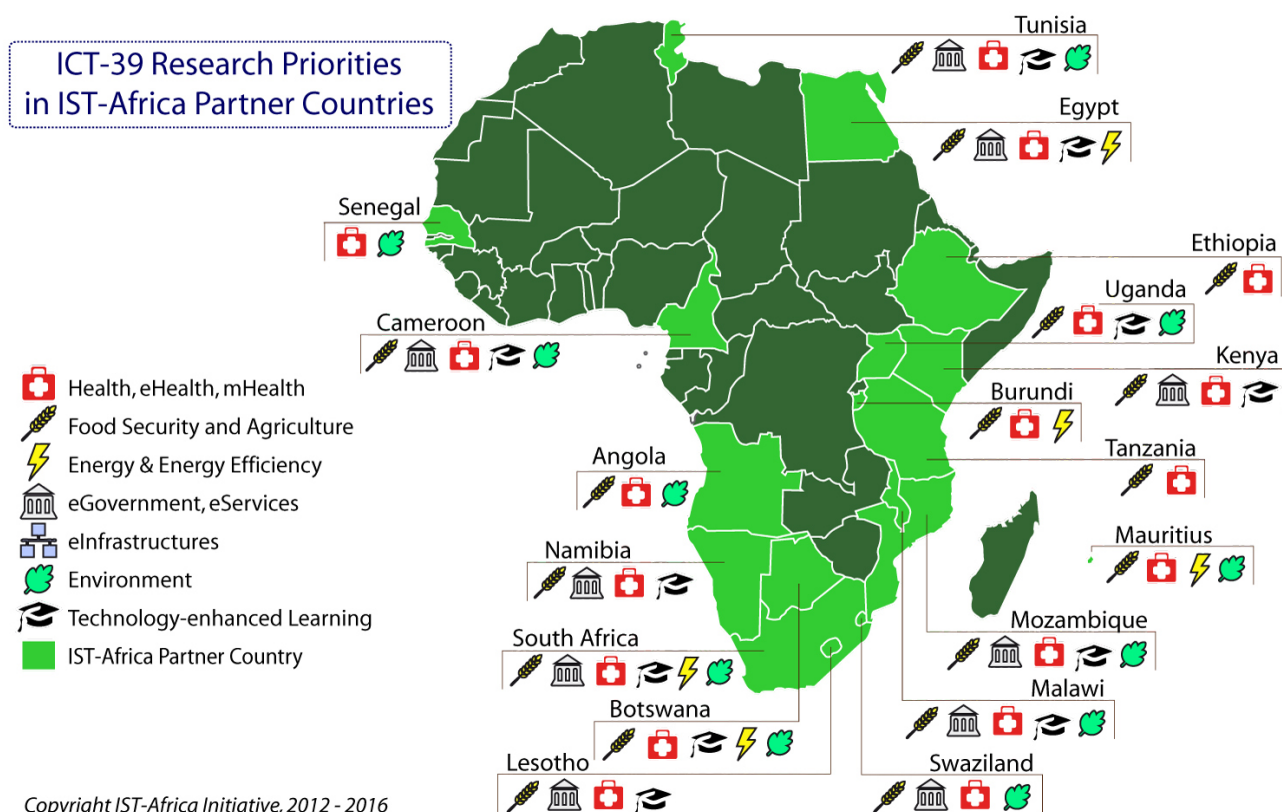 ICT-39 Research Priorities
in IST-Africa Partner Countries
Tunisia
Egypt
Senegal
Ethiopia
Uganda
Cameroon
Kenya
Burundi
Health, eHealth, mHealth
Food Security and Agriculture
Energy & Energy Efficiency
eGovernment, eServices
eInfrastructures
Environment
Technology-enhanced Learning
IST-Africa Partner Country
Angola
Tanzania
Namibia
Mauritius
South Africa
Mozambique
Malawi
Botswana
Lesotho
Swaziland
Copyright IST-Africa Initiative, 2012 - 2016